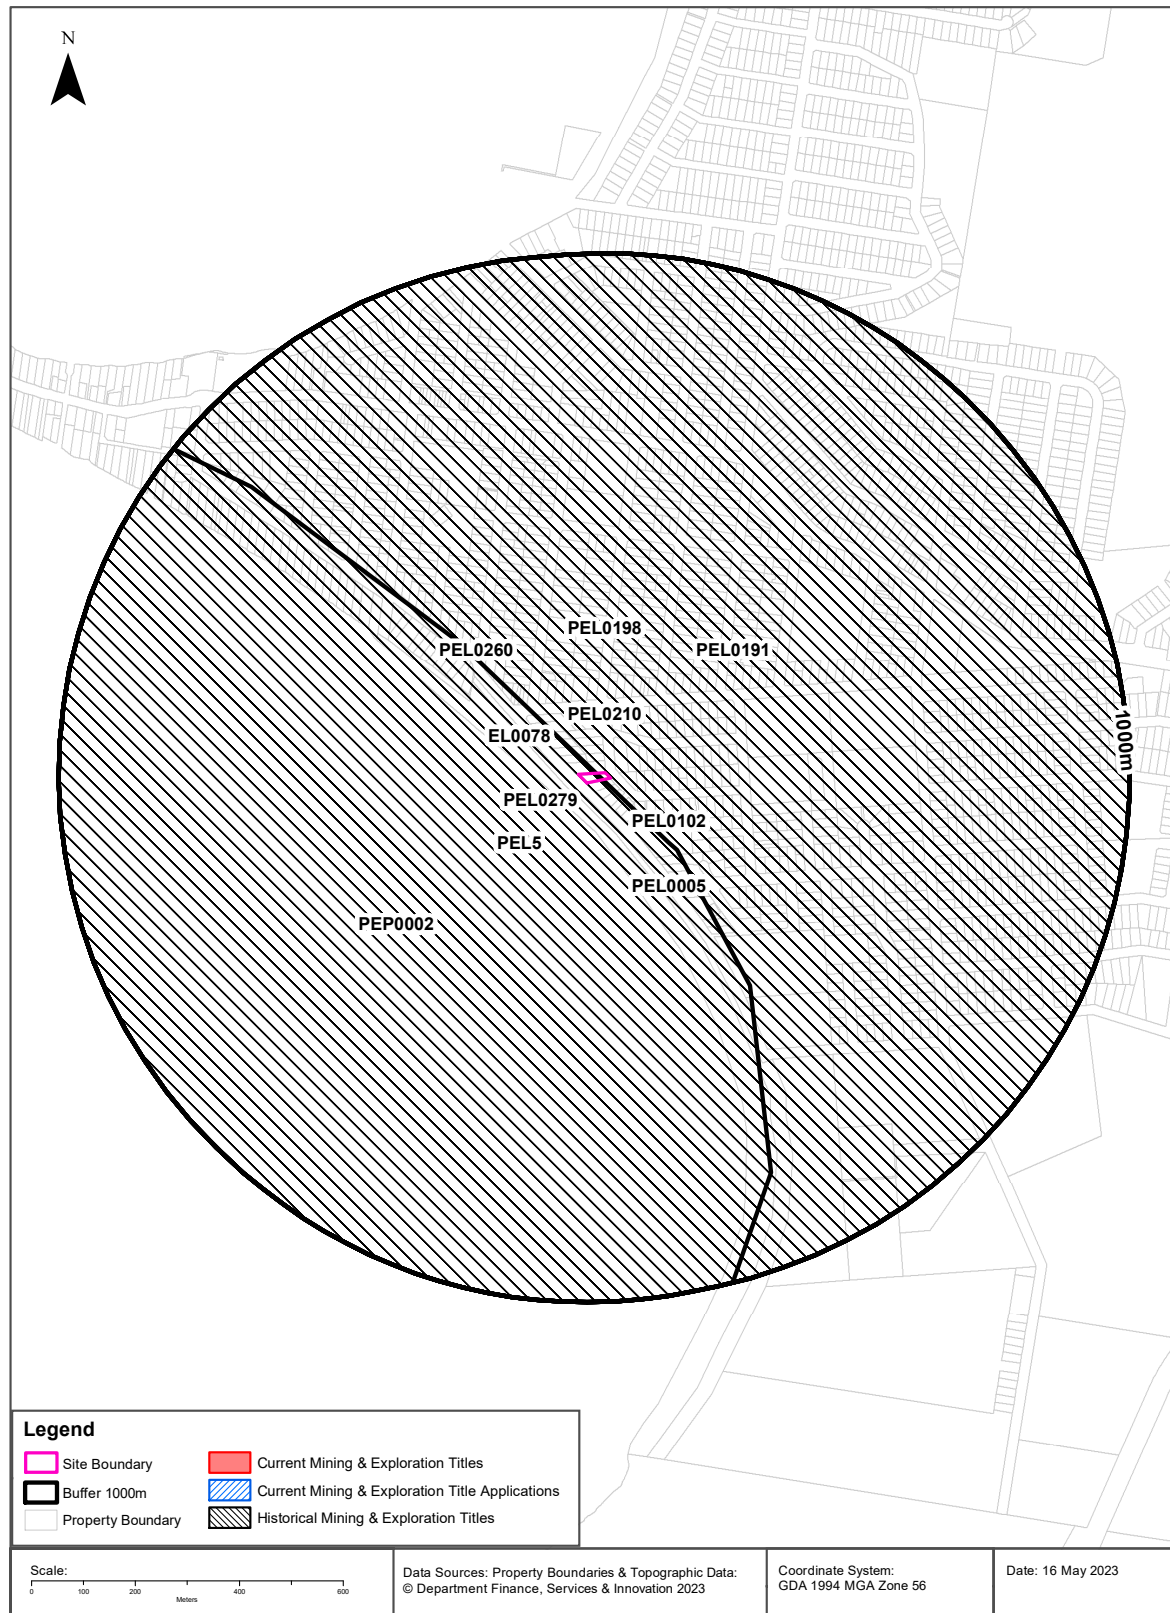 N
PEL0198
PEL0260
PEL0191
PEL0210
EL0078
1000m
PEL0279
PEL0102
PEL5
PEL0005
PEP0002
Legend
Site Boundary
Buffer 1000m
Property Boundary
Current Mining & Exploration Titles
Current Mining & Exploration Title Applications
Historical Mining & Exploration Titles
Scale:
0 100 200 400 600
Meters
Data Sources: Property Boundaries & Topographic Data:
© Department Finance, Services & Innovation 2023
Coordinate System:
GDA 1994 MGA Zone 56
Date: 16 May 2023